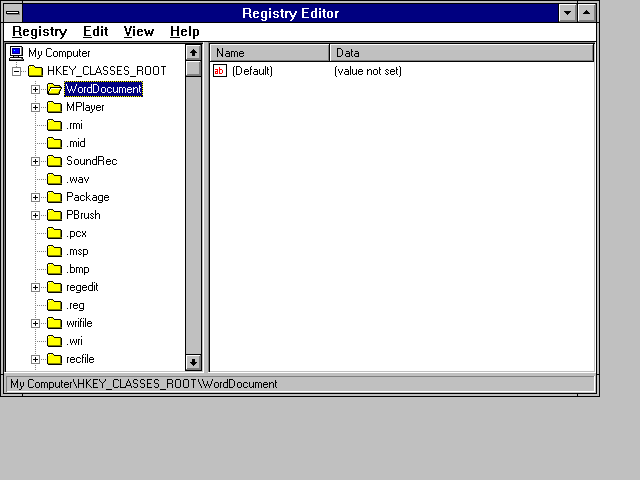 Registry Editor
Registry Edit View Help
My Computer
HKEY_CLASSES_ROOT
WordDocument
MPlayer
.rmi
.mid
SoundRec
.wav
Package
PBrush
.pcx
.msp
.bmp
regedit
.reg
wrifile
.wri
recfile
Name Data
ab (Default) (value not set)
My Computer\HKEY_CLASSES_ROOT\WordDocument